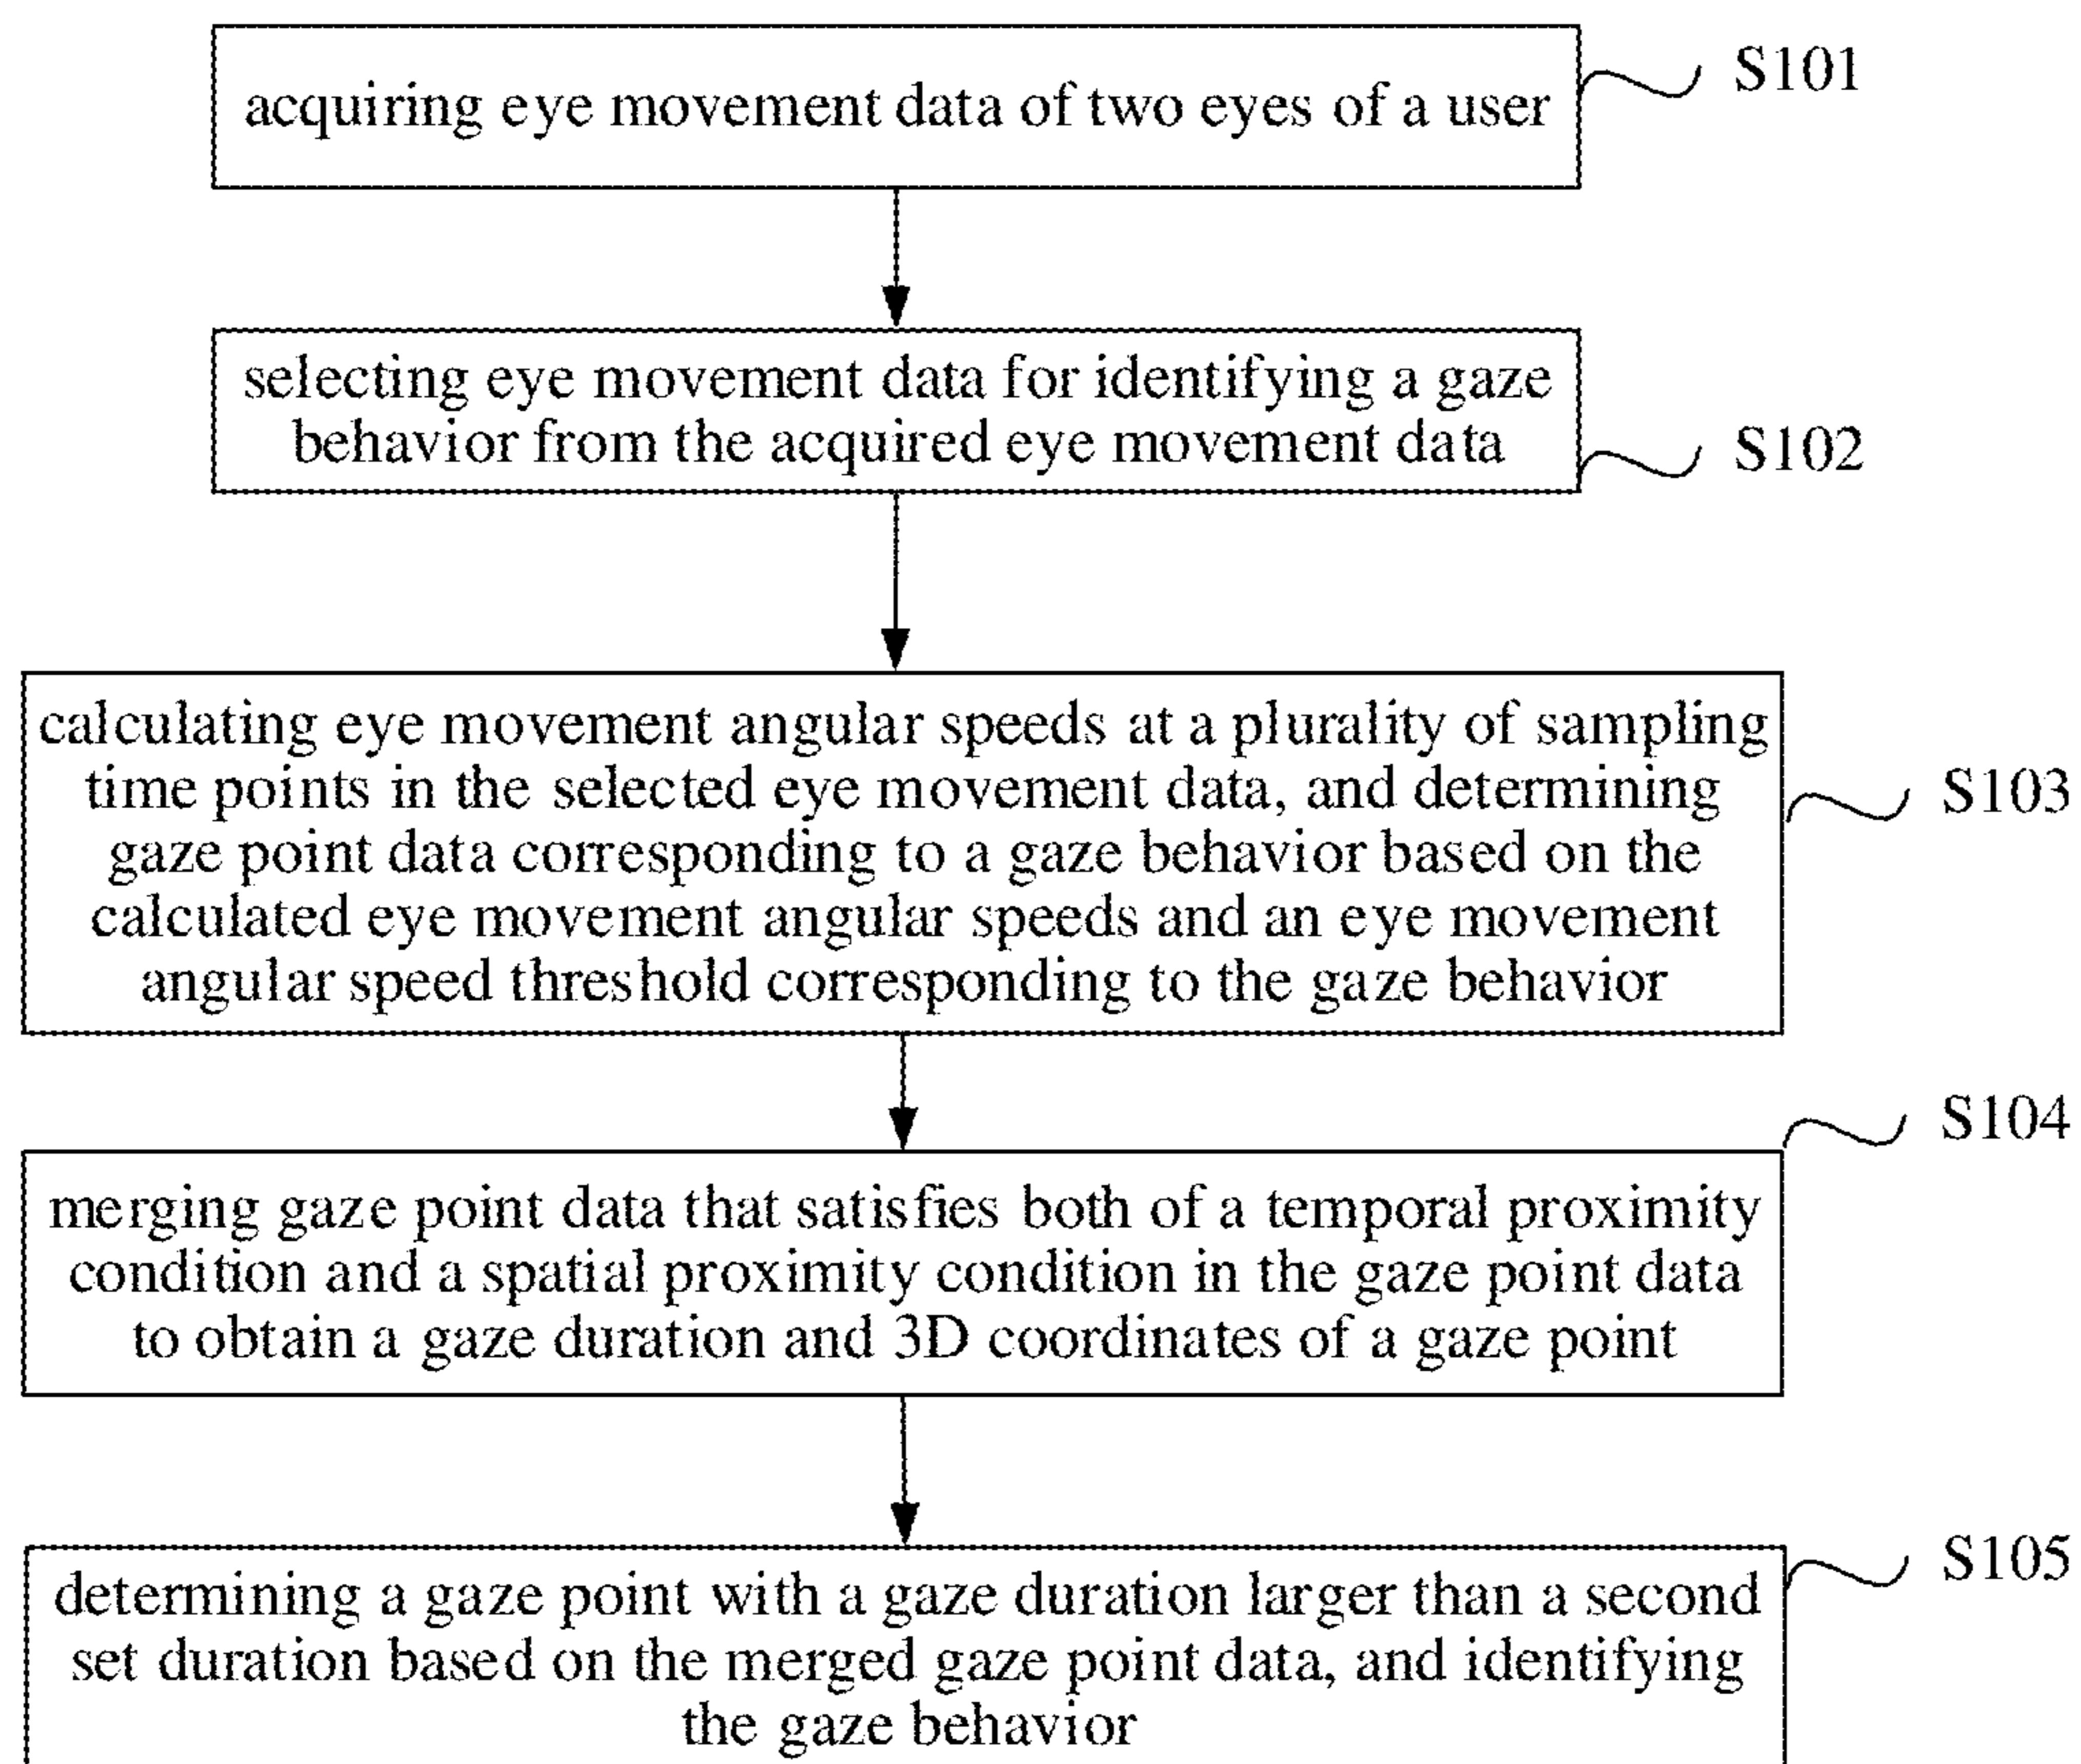 acquiring eye movement data of two eyes of a user
S101
selecting eye movement data for identifying a gaze
behavior from the acquired eye movement data
S102
calculating eye movement angular speeds at a plurality of sampling
time points in the selected eye movement data, and determining
gaze point data corresponding to a gaze behavior based on the
calculated eye movement angular speeds and an eye movement
angular speed threshold corresponding to the gaze behavior
S103
merging gaze point data that satisfies both of a temporal proximity
condition and a spatial proximity condition in the gaze point data
to obtain a gaze duration and 3D coordinates of a gaze point
S104
determining a gaze point with a gaze duration larger than a second
set duration based on the merged gaze point data, and identifying
the gaze behavior
S105